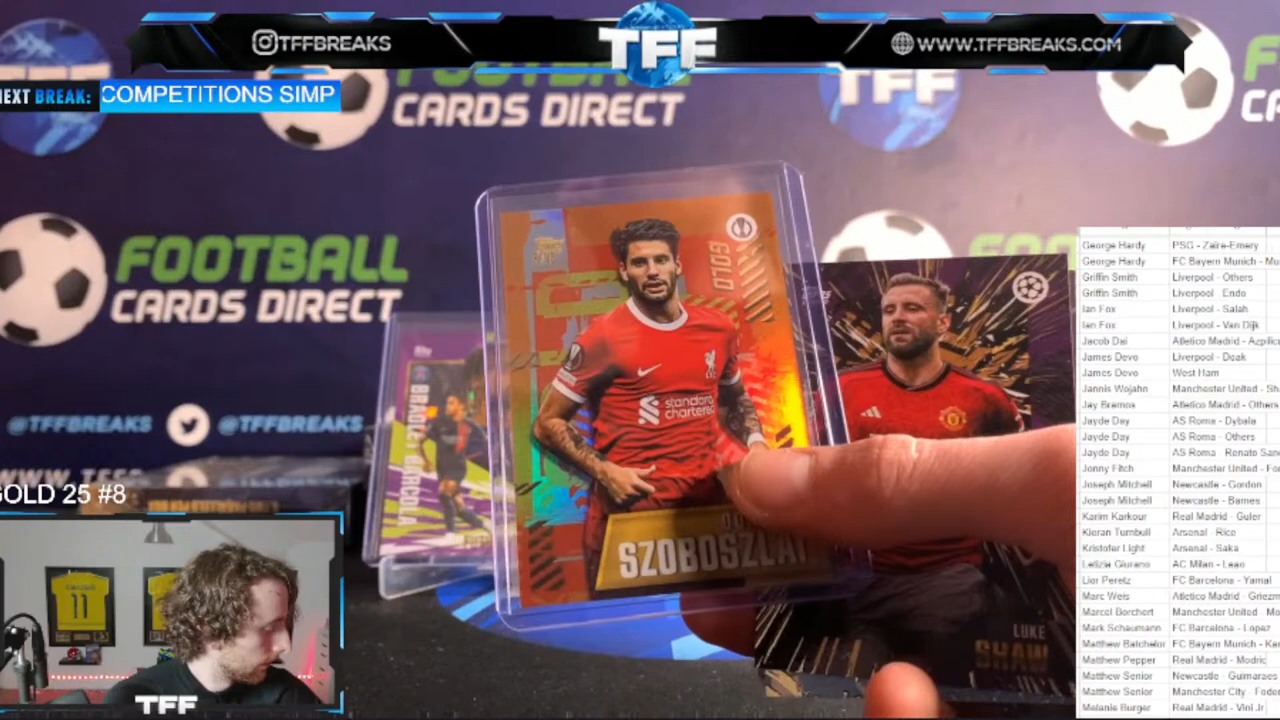 TFFBREAKS
TFF
WWW.TFFBREAKS.COM
NEXT BREAK:
COMPETITIONS SIMP
CARDS DIRECT
TFF
FOOTBALL
CARDS DIRECT
@TFFBREAKS
@TFFBREAKS
GOLD 25 #8
BRADLEY BARCOLA
GOLD
standard
chartered
SZOBOSZLAI
LUKE
SHAW
11
TFF
George Hardy PSG - Zaire-Emery
George Hardy FC Bayern Munich - Mu
Griffin Smith Liverpool - Others
Griffin Smith Liverpool - Endo
Ian Fox Liverpool - Salah
Ian Fox Liverpool - Van Dijk
Jacob Dai Atletico Madrid - Azpilicu
James Devo Liverpool - Doak
James Devo West Ham
Jannis Wojahn Manchester United - Sh
Jay Bramos Atletico Madrid - Others
Jayde Day AS Roma - Dybala
Jayde Day AS Roma - Others
Jayde Day AS Roma - Renato San
Jonny Fitch Manchester United - Fo
Joseph Mitchell Newcastle - Gordon
Joseph Mitchell Newcastle - Barnes
Karim Karkour Real Madrid - Guler
Kieran Turnbull Arsenal - Rice
Kristofer Light Arsenal - Saka
Letizia Giurano AC Milan - Leao
Lior Peretz FC Barcelona - Yamal
Marc Weis Atletico Madrid - Griezm
Marcel Borchert Manchester United - Mo
Mark Schaumann FC Barcelona - Lopez
Matthew Batchelor FC Bayern Munich - Kan
Matthew Pepper Real Madrid - Modric
Matthew Senior Newcastle - Guimaraes
Matthew Senior Manchester City - Foden
Melanie Burger Real Madrid - Vini Jr